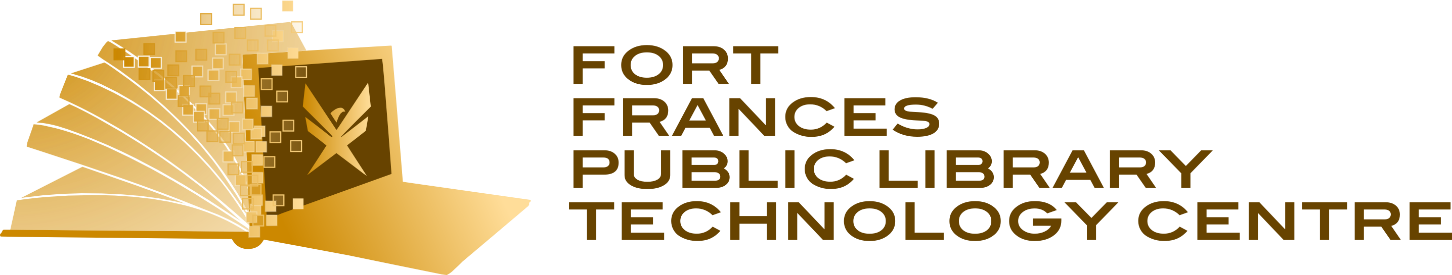 FORT
FRANCES
PUBLIC LIBRARY
TECHNOLOGY CENTRE